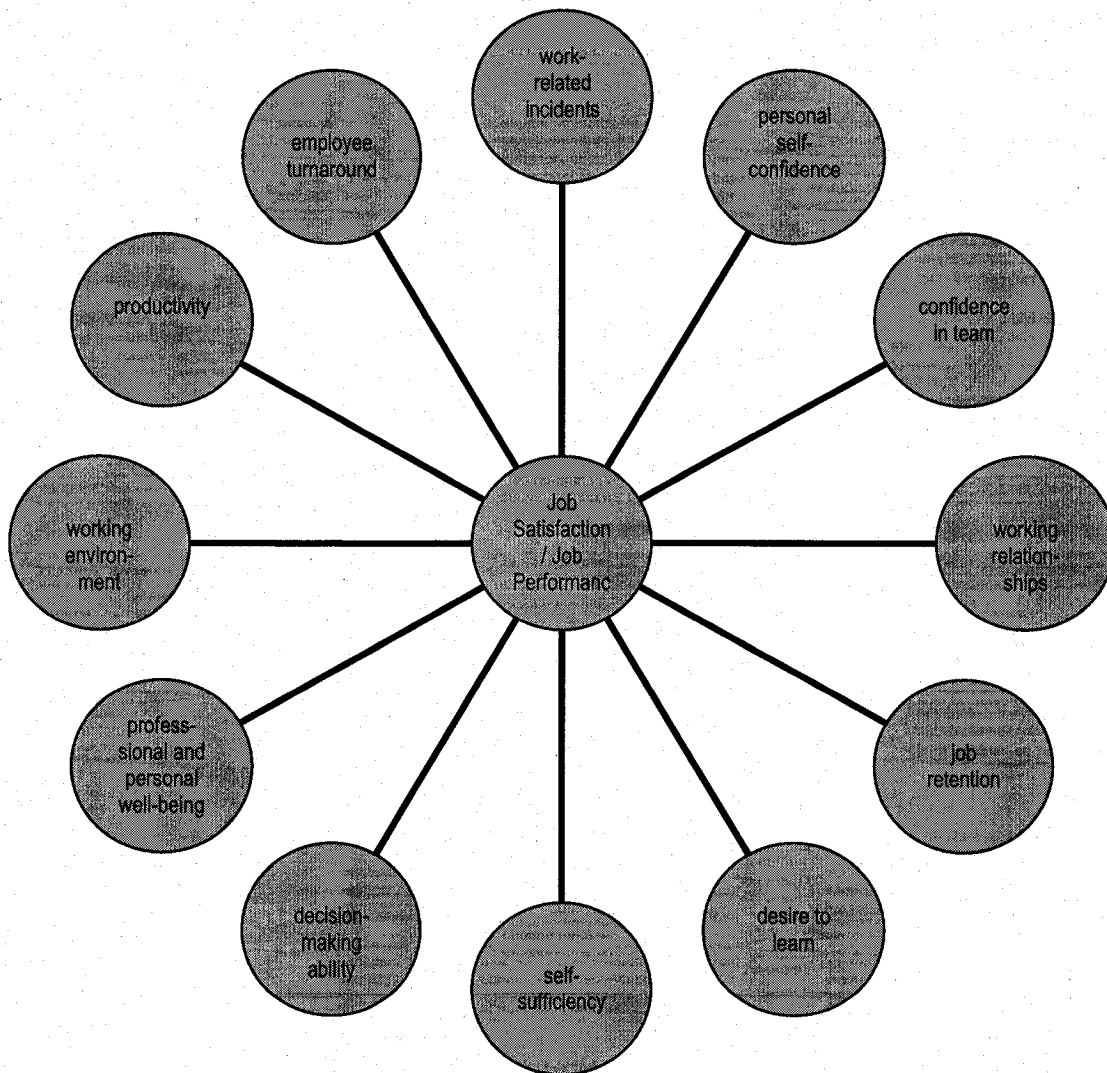 work-
related
incidents
personal
self-
confidence
confidence
in team
working
relation-
ships
job
retention
desire to
learn
self-
sufficiency
decision-
making
ability
profess-
sional and
personal
well-being
working
environ-
ment
productivity
employee
turnaround
Job
Satisfaction
/ Job
Performanc